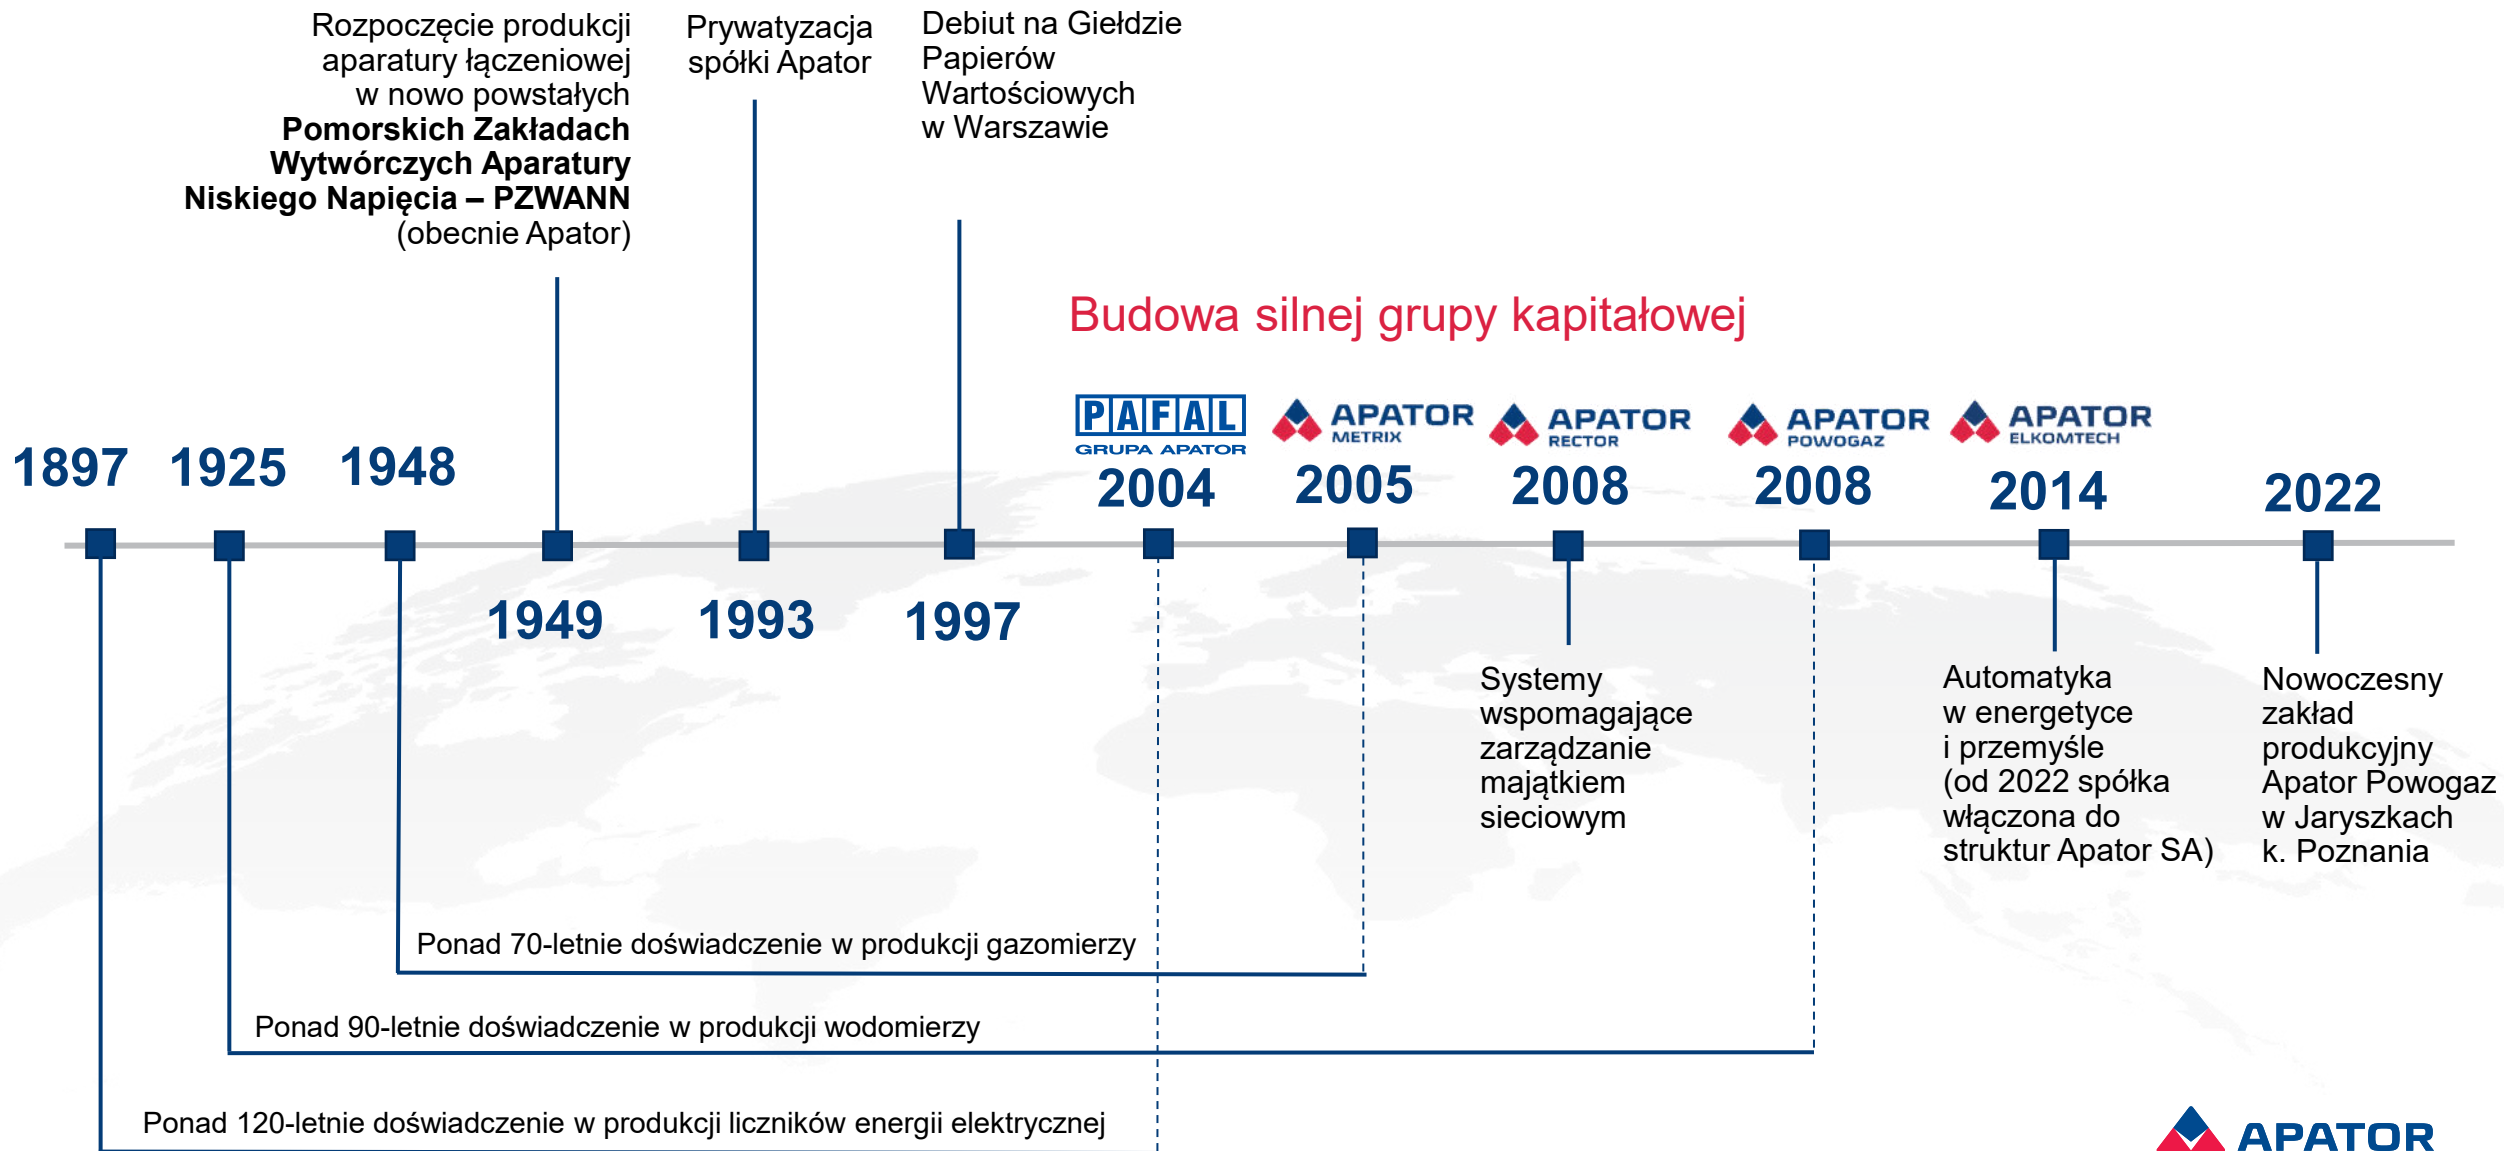 Rozpoczęcie produkcji
aparatury łączeniowej
w nowo powstałych
Pomorskich Zakładach
Wytwórczych Aparatury
Niskiego Napięcia – PZWANN
(obecnie Apator)
Prywatyzacja
spółki Apator
Debiut na Giełdzie
Papierów
Wartościowych
w Warszawie
Budowa silnej grupy kapitałowej
PAFAL
GRUPA APATOR
APATOR
METRIX
APATOR
RECTOR
APATOR
POWOGAZ
APATOR
ELKOMTECH
1897
1925
1948
2004
2005
2008
2008
2014
2022
1949
1993
1997
Systemy
wspomagające
zarządzanie
majątkiem
sieciowym
Automatyka
w energetyce
i przemyśle
(od 2022 spółka
włączona do
struktur Apator SA)
Nowoczesny
zakład
produkcyjny
Apator Powogaz
w Jaryszkach
k. Poznania
Ponad 70-letnie doświadczenie w produkcji gazomierzy
Ponad 90-letnie doświadczenie w produkcji wodomierzy
Ponad 120-letnie doświadczenie w produkcji liczników energii elektrycznej
APATOR